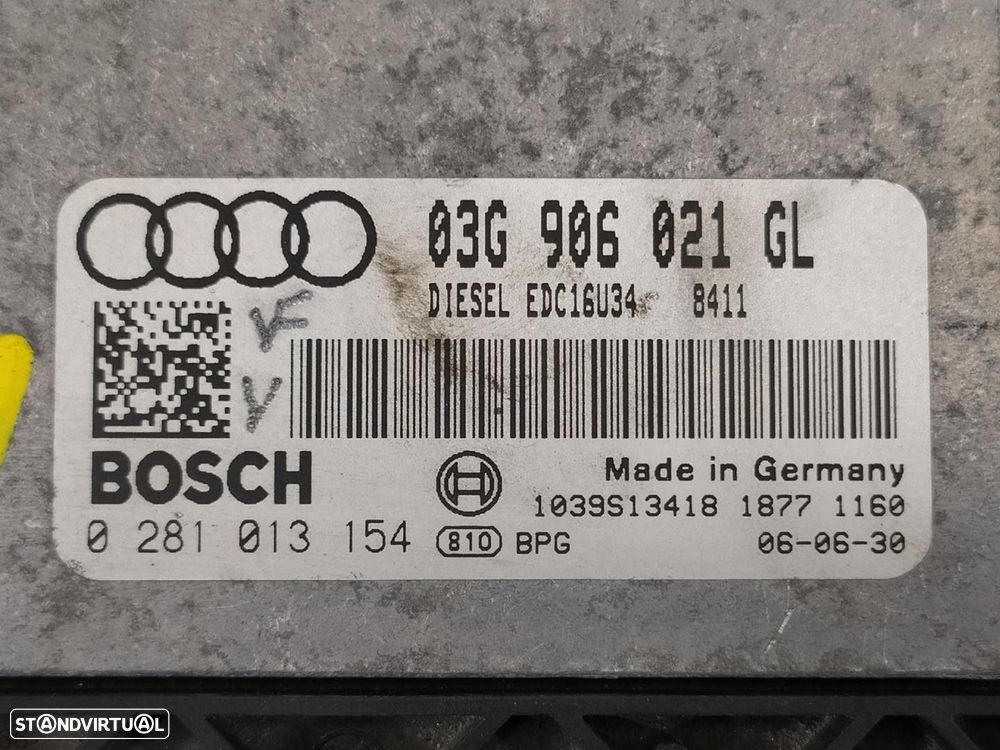 03G 906 021 GL
DIESEL EDC16U34 8411
VF
V
BOSCH
Made in Germany
1039S13418 1877 1160
0 281 013 154 810 BPG 06-06-30
STANDVIRTUAL